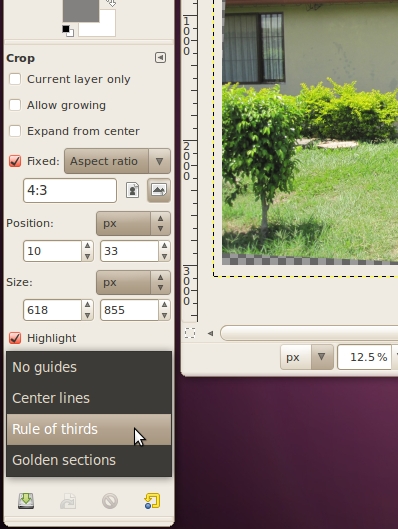 Crop
Current layer only
Allow growing
Expand from center
Fixed: Aspect ratio
4:3
Position: px
10 33
Size: px
618 855
Highlight
No guides
Center lines
Rule of thirds
Golden sections
1000
2000
3000
px 12.5%